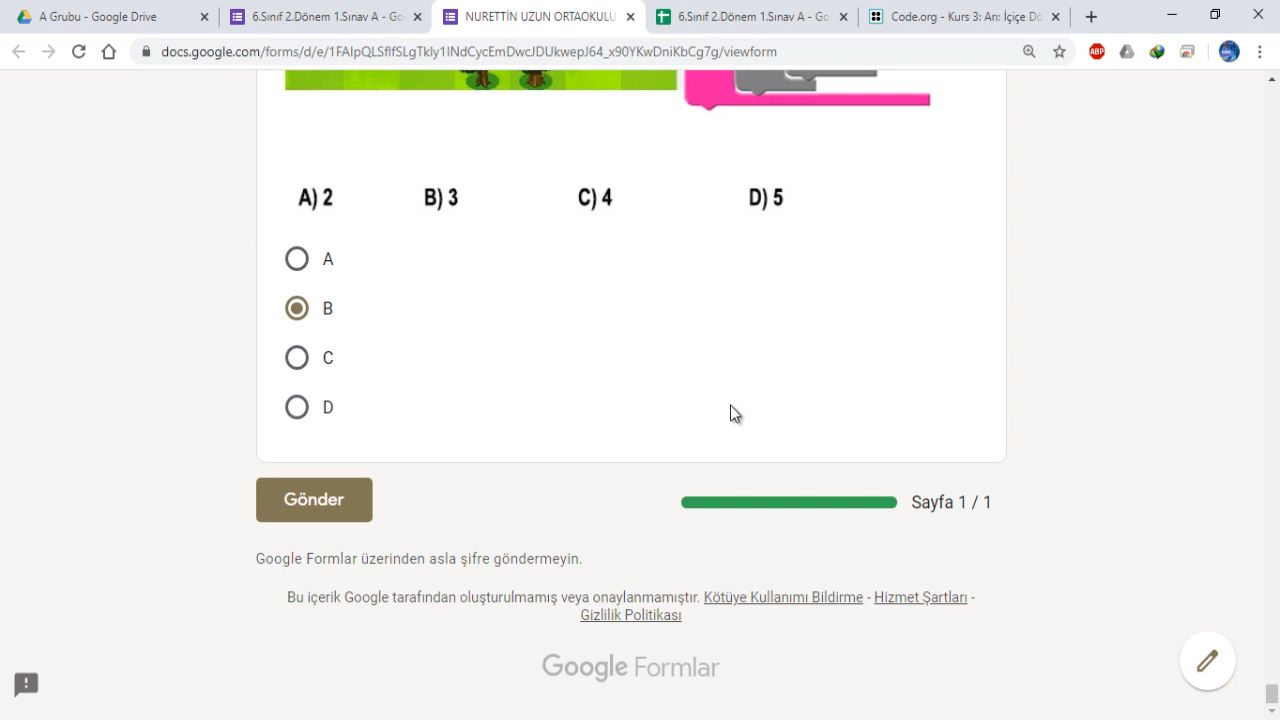 A Grubu - Google Drive
6.Sınıf 2.Dönem 1.Sınav A - G
NURETTİN UZUN ORTAOKULU
6.Sınıf 2.Dönem 1.Sınav A - Go
Code.org - Kurs 3: Arı: İçiçe Dö
docs.google.com/forms/d/e/1FAIpQLSflfSLgTkly1INdCycEmDwcJDUkwepJ64_x90YKwDniKbCg7g/viewform
ABP
A) 2 B) 3 C) 4 D) 5
A
B
C
D
Gönder
Sayfa 1 / 1
Google Formlar üzerinden asla şifre göndermeyin.
Bu içerik Google tarafından oluşturulmamış veya onaylanmamıştır. Kötüye Kullanımı Bildirme - Hizmet Şartları -
Gizlilik Politikası
Google Formlar